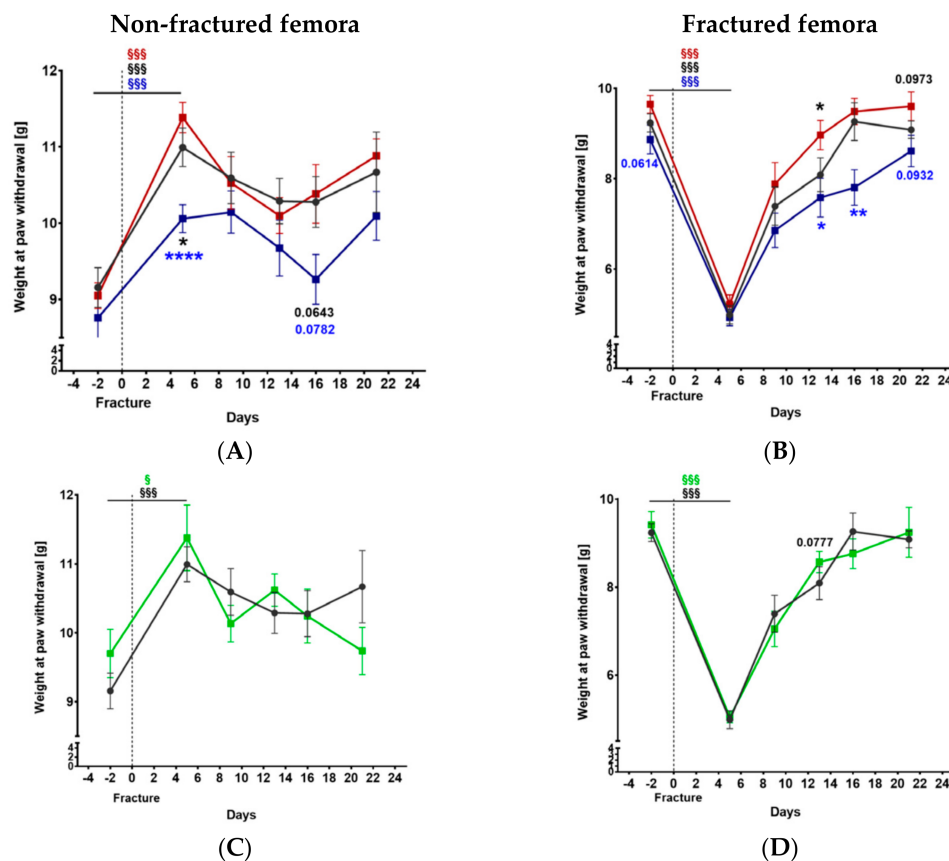 Non-fractured femora
Fractured femora
§§§
§§§
§§§
12
11
10
9
4
3
2
1
0
Weight at paw withdrawal [g]
*
****
0.0643
0.0782
-4 -2 0 2 4 6 8 10 12 14 16 18 20 22 24
Fracture
Days
(A)
§§§
§§§
§§§
10
8
6
4
3
2
1
0
Weight at paw withdrawal [g]
0.0614
*
*
**
0.0973
0.0932
-4 -2 0 2 4 6 8 10 12 14 16 18 20 22 24
Fracture
Days
(B)
§
§§§
12
11
10
9
4
2
0
Weight at paw withdrawal [g]
-4 -2 0 2 4 6 8 10 12 14 16 18 20 22 24
Fracture
Days
(C)
§§§
§§§
10
8
6
4
3
2
1
0
Weight at paw withdrawal [g]
0.0777
-4 -2 0 2 4 6 8 10 12 14 16 18 20 22 24
Fracture
Days
(D)